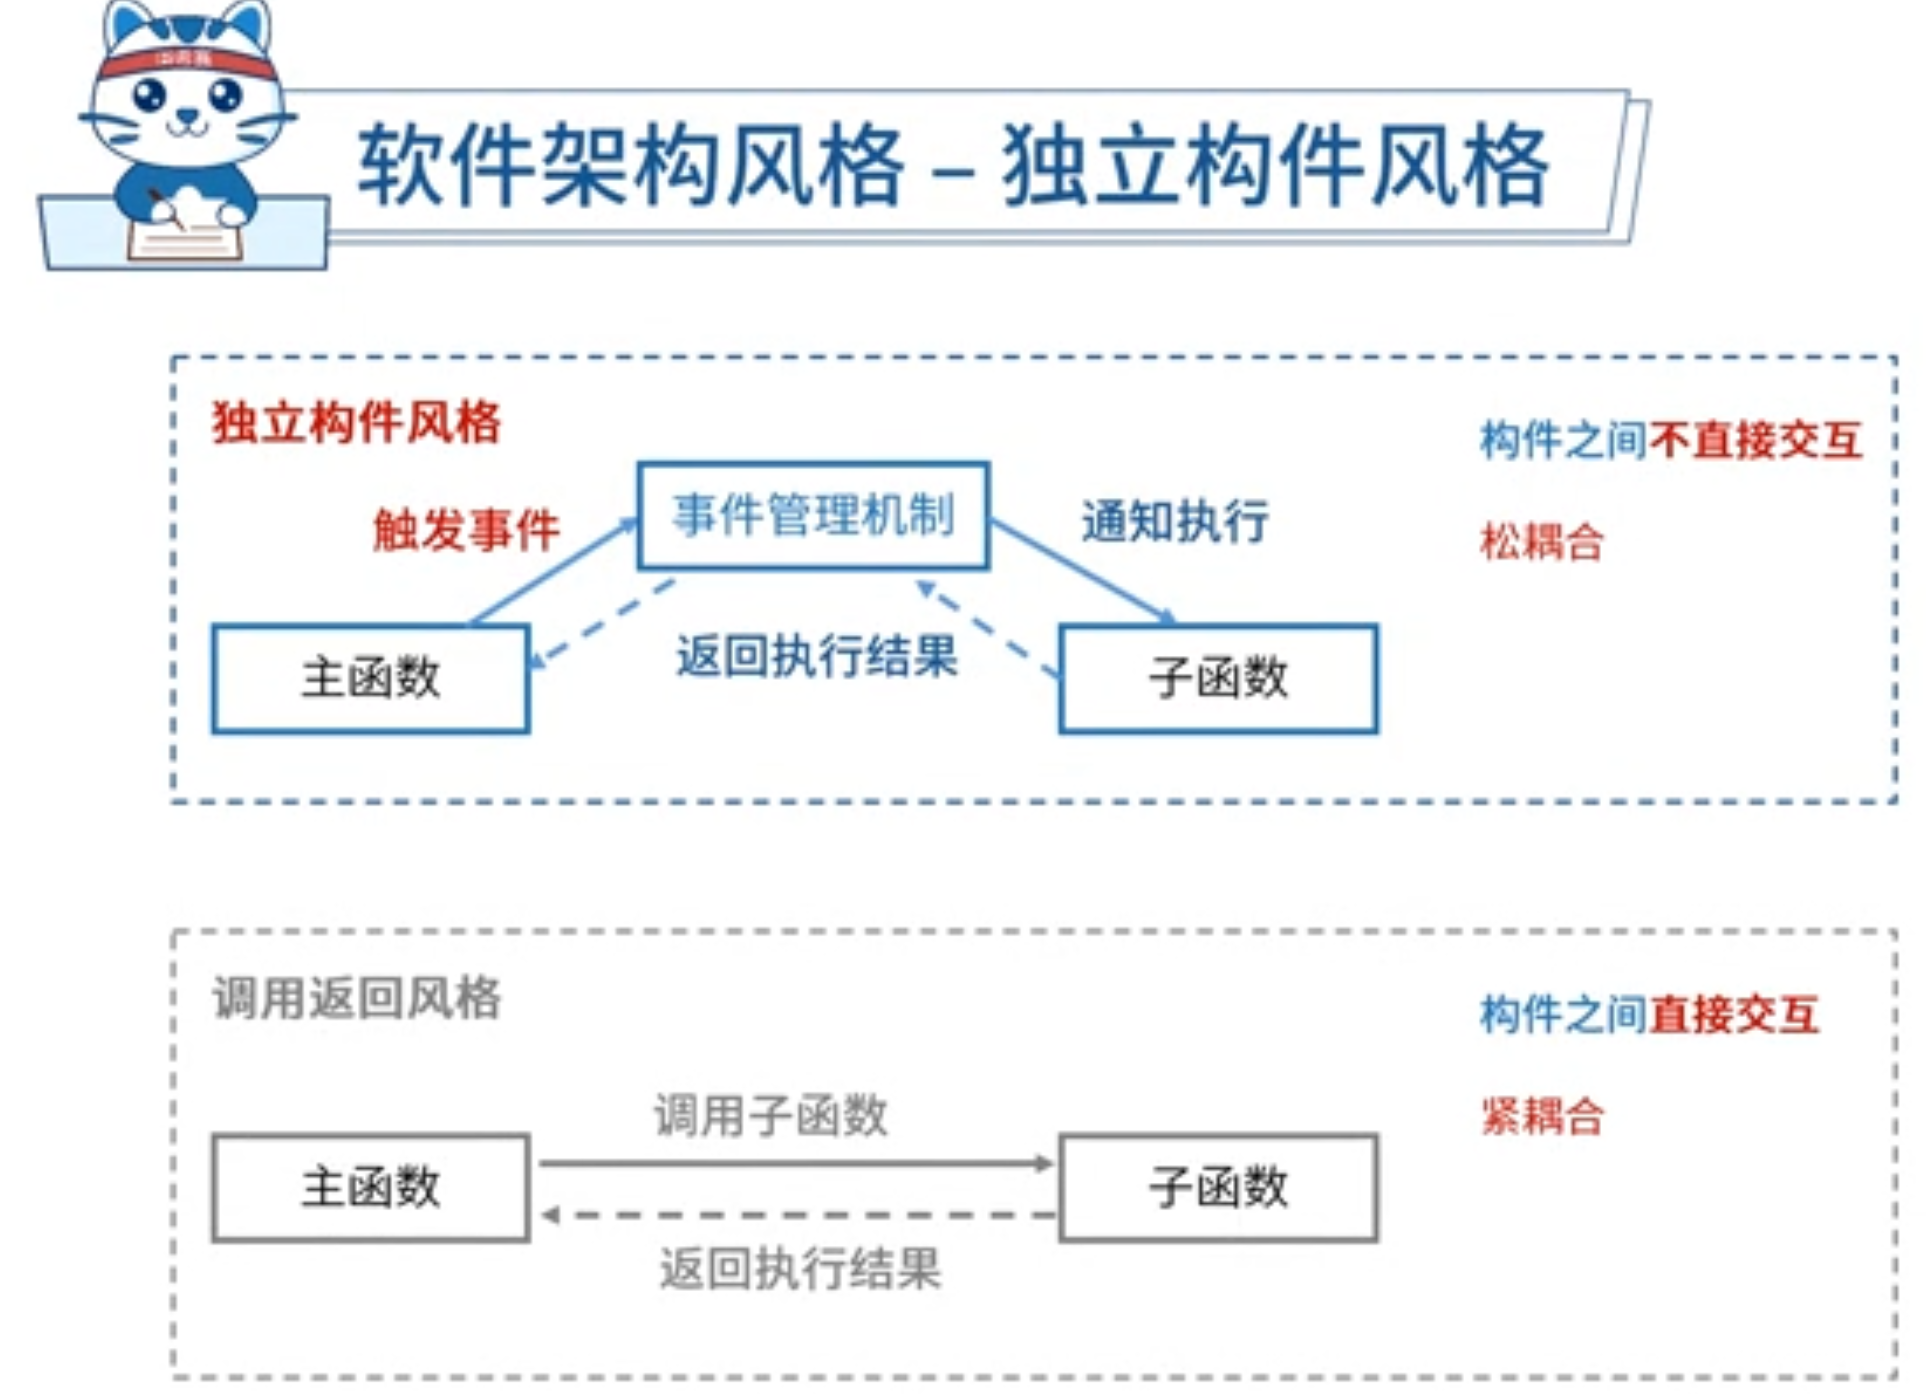 软件架构风格 – 独立构件风格
独立构件风格
构件之间不直接交互
事件管理机制
触发事件
通知执行
松耦合
返回执行结果
主函数
子函数
调用返回风格
构件之间直接交互
调用子函数
紧耦合
主函数
子函数
返回执行结果